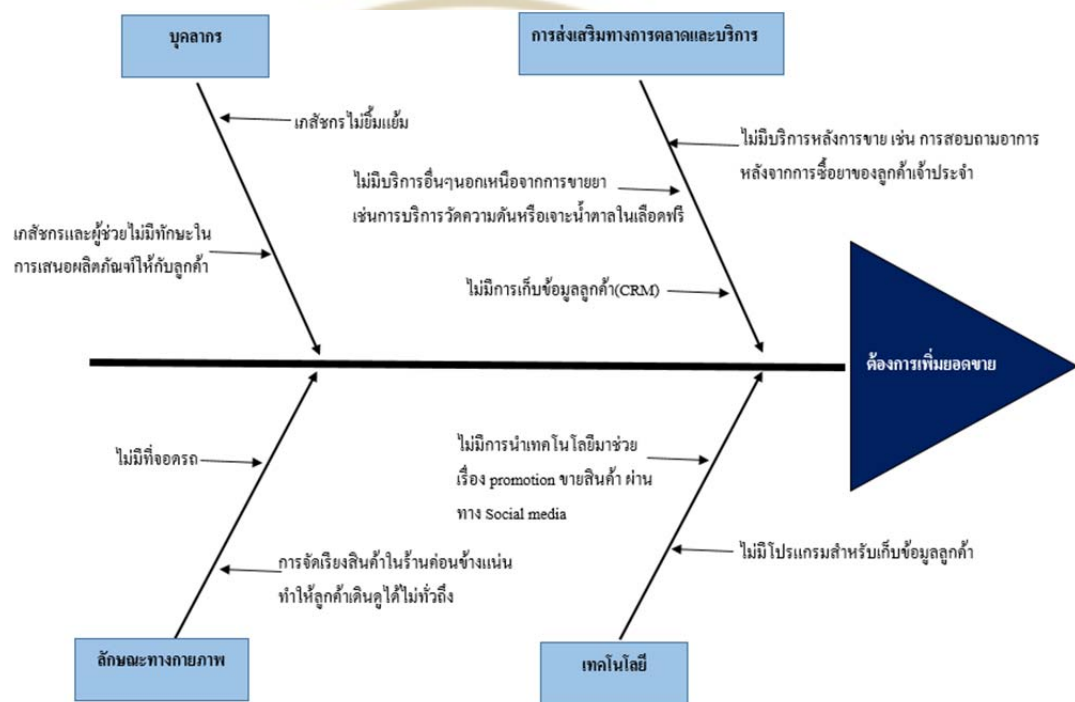 บุคลากร
การส่งเสริมทางการตลาดและบริการ
เภสัชกรไม่ยิ้มแย้ม
ไม่มีบริการหลังการขาย เช่น การสอบถามอาการ
หลังจากการซื้อยาของลูกค้าเจ้าประจำ
ไม่มีบริการอื่นๆนอกเหนือจากการขายยา
เช่นการบริการวัดความดันหรือเจาะน้ำตาลในเลือดฟรี
เภสัชกรและผู้ช่วยไม่มีทักษะใน
การเสนอผลิตภัณฑ์ให้กับลูกค้า
ไม่มีการเก็บข้อมูลลูกค้า(CRM)
ต้องการเพิ่มยอดขาย
ไม่มีที่จอดรถ
ไม่มีการนำเทคโนโลยีมาช่วย
เรื่อง promotion ขายสินค้า ผ่าน
ทาง Social media
การจัดเรียงสินค้าในร้านค่อนข้างแน่น
ทำให้ลูกค้าเดินดูได้ไม่ทั่วถึง
ไม่มีโปรแกรมสำหรับเก็บข้อมูลลูกค้า
ลักษณะทางกายภาพ
เทคโนโลยี